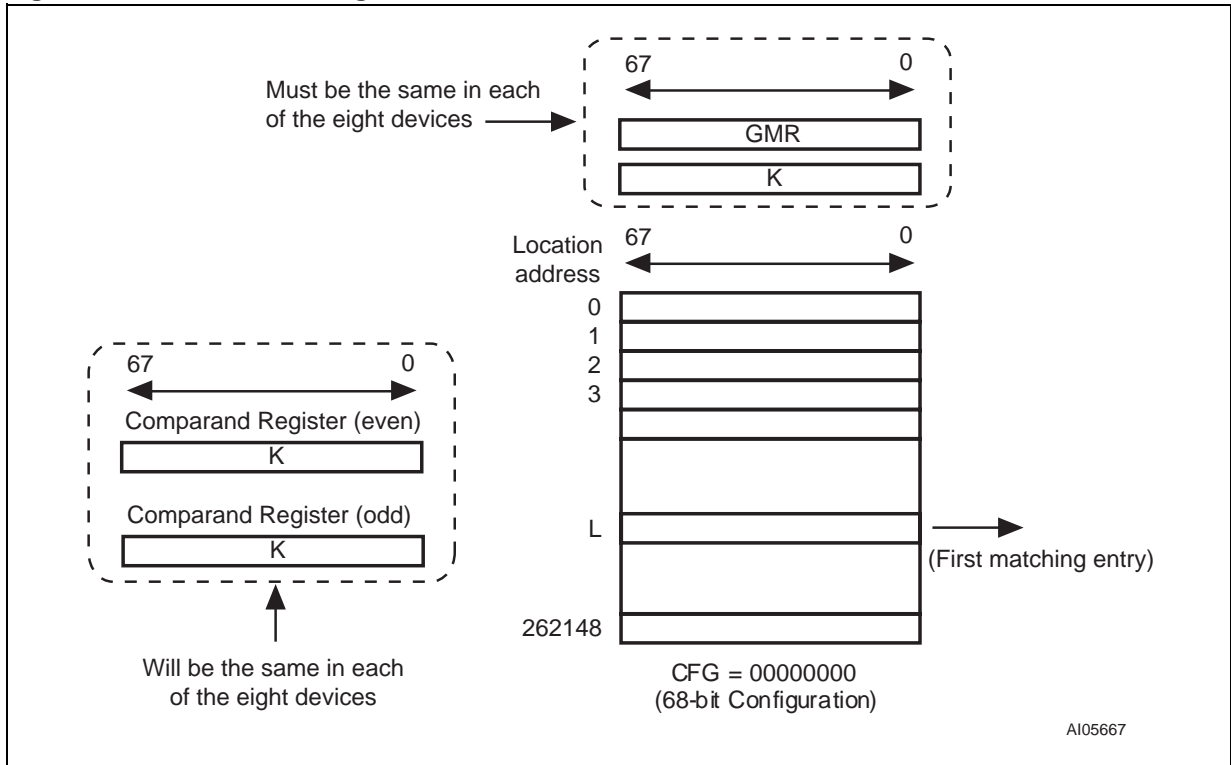 Must be the same in each
of the eight devices
67 0
GMR
K
Location
address
67 0
0
1
2
3
L
(First matching entry)
262148
CFG = 00000000
(68-bit Configuration)
67 0
Comparand Register (even)
K
Comparand Register (odd)
K
Will be the same in each
of the eight devices
AI05667